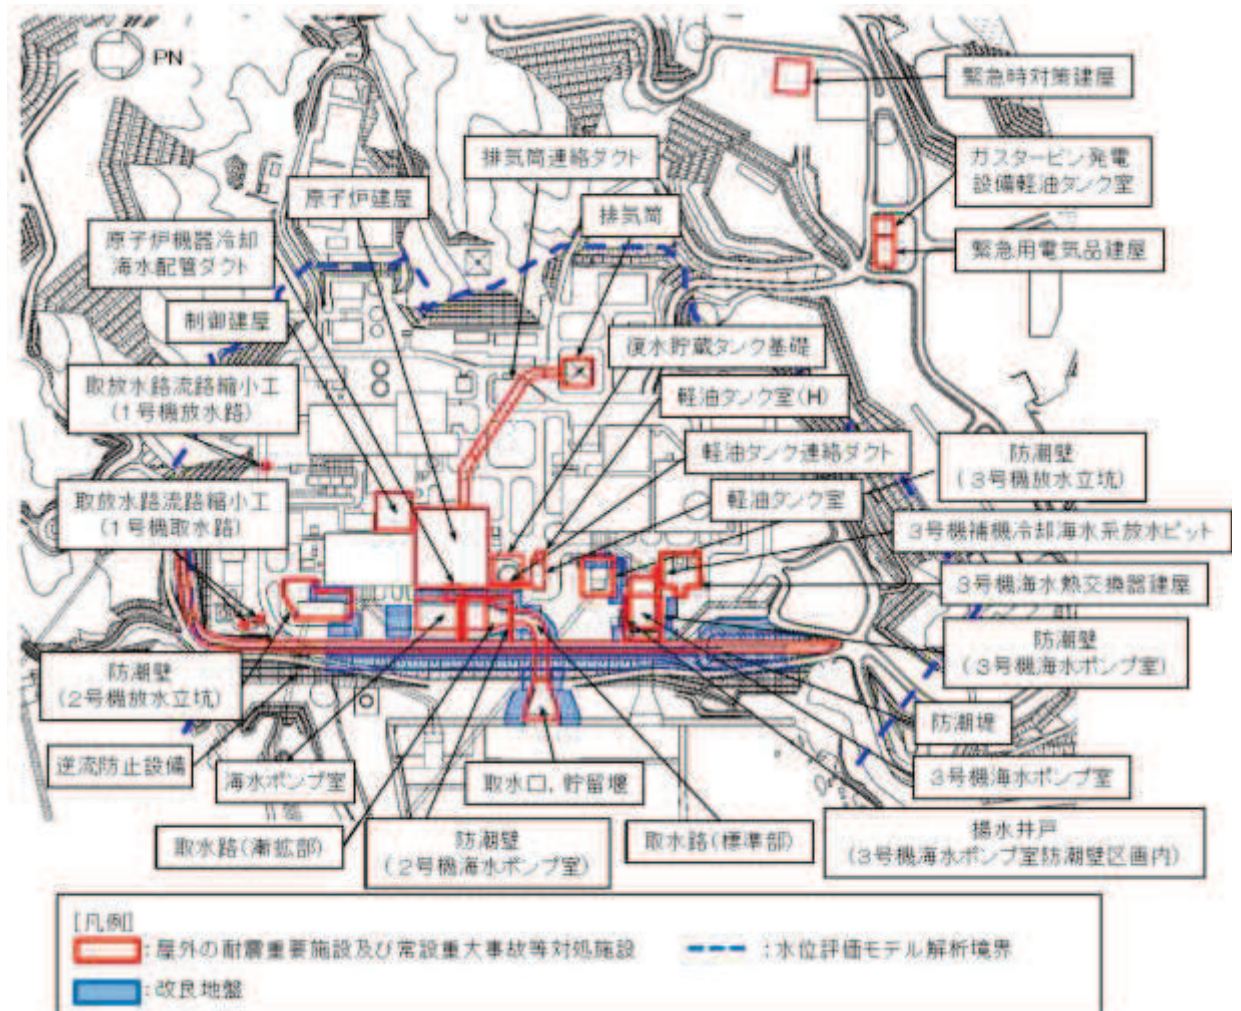 PN
緊急時対策建屋
排気筒連絡ダクト
ガスタービン発電
設備軽油タンク室
原子炉建屋
排気筒
原子炉機器冷却
海水配管ダクト
緊急用電気品建屋
制御建屋
復水貯蔵タンク基礎
取放水路流路縮小工
(1号機放水路)
軽油タンク室(H)
軽油タンク連絡ダクト
防潮壁
(3号機放水立坑)
取放水路流路縮小工
(1号機取水路)
軽油タンク室
3号機補機冷却海水系放水ピット
3号機海水熱交換器建屋
防潮壁
(2号機放水立坑)
防潮壁
(3号機海水ポンプ室)
防潮堤
逆流防止設備
海水ポンプ室
取水口,貯留堰
3号機海水ポンプ室
取水路(漸拡部)
防潮壁
(2号機海水ポンプ室)
取水路(標準部)
揚水井戸
(3号機海水ポンプ室防潮壁区画内)
[凡例]
:屋外の耐震重要施設及び常設重大事故等対処施設
:水位評価モデル解析境界
:改良地盤